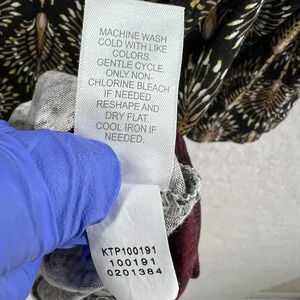 MACHINE WASH
COLD WITH LIKE
COLORS.
GENTLE CYCLE.
ONLY NON-
CHLORINE BLEACH
IF NEEDED.
RESHAPE AND
DRY FLAT.
COOL IRON IF
NEEDED.
KTP100191
100191
0201384